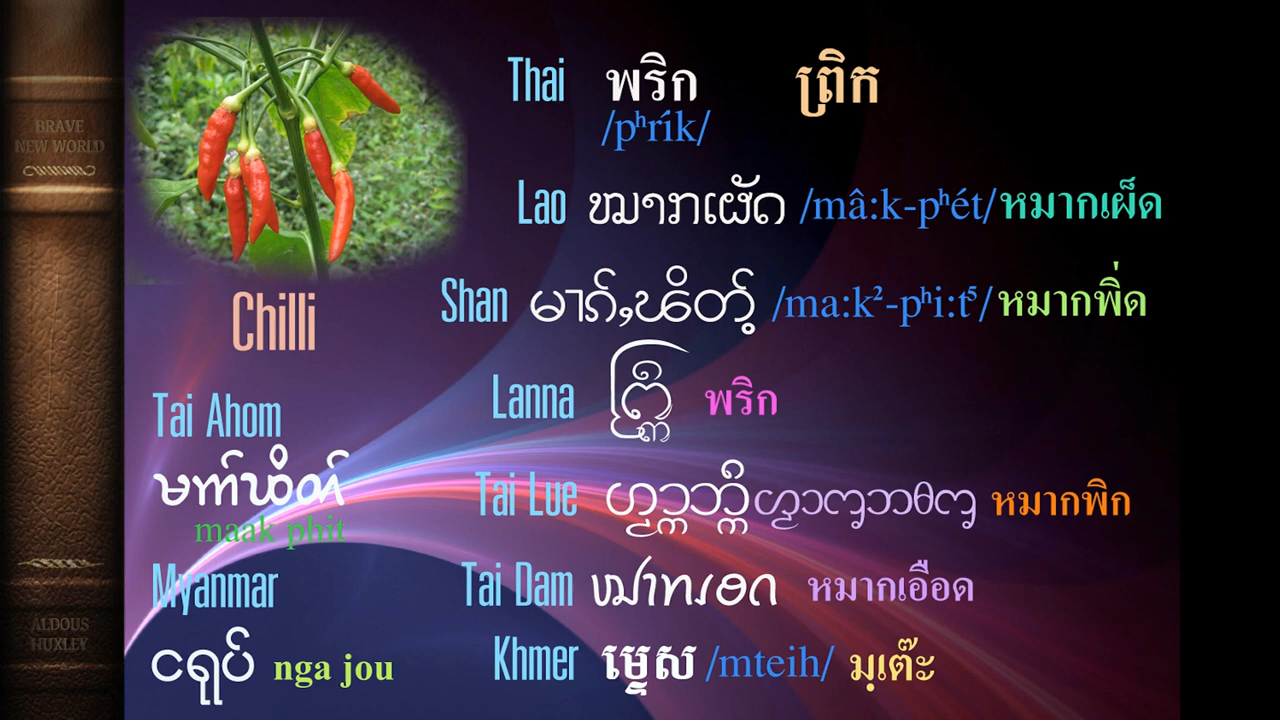 BRAVE
NEW WORLD
ALDOUS
HUXLEY
Chilli
Thai พริก ព្រិក
/pʰrík/
Lao ໝາກເຜັດ /mâ:k-pʰét/ หมากเผ็ด
Shan မၢၵ်ႇၽိတ်ႉ /ma:k²-pʰi:t⁵/ หมากพิ่ด
Lanna พริก
Tai Ahom
maak phit
Tai Lue หมากพิก
Tai Dam หมากเอือด
Myanmar
ငရုပ် nga jou
Khmer ម្ទេស /mteih/ มฺเต๊ะ